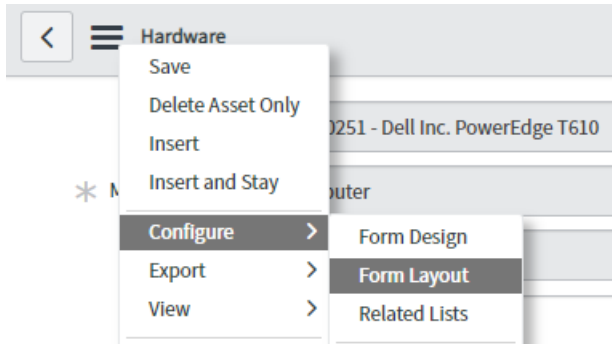 Hardware
Save
Delete Asset Only
Insert
0251 - Dell Inc. PowerEdge T610
Insert and Stay
Configure
Form Design
Export
Form Layout
View
Related Lists